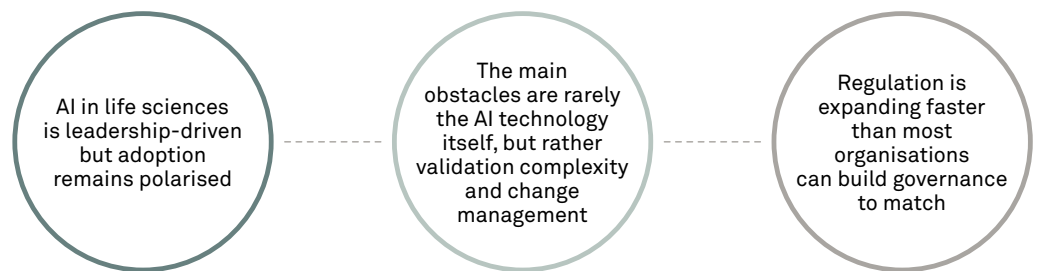 AI in life sciences
is leadership-driven
but adoption
remains polarised
The main
obstacles are rarely
the AI technology
itself, but rather
validation complexity
and change
management
Regulation is
expanding faster
than most
organisations
can build governance
to match